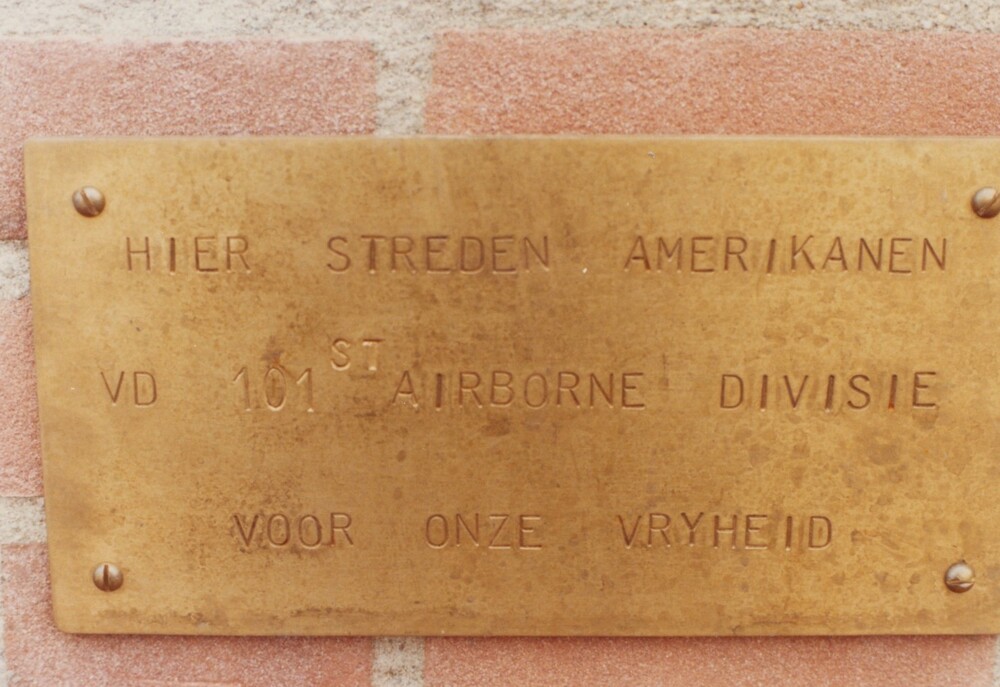 HIER STREDEN AMERIKANEN
VD 101ST AIRBORNE DIVISIE
VOOR ONZE VRYHEID